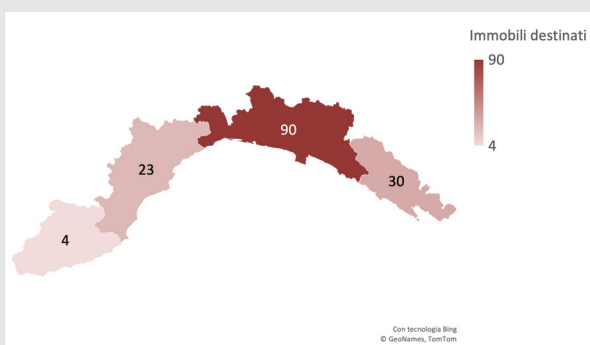 Immobili destinati
90
4
90
23
30
4
Con tecnologia Bing
© GeoNames, TomTom